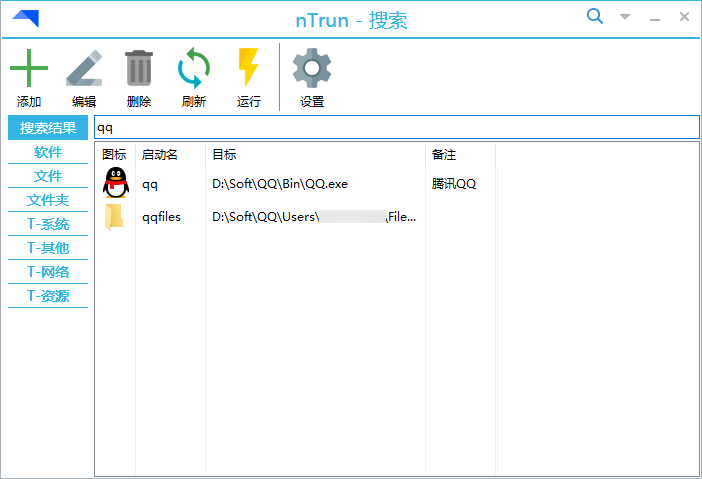 nTrun - 搜索
添加 编辑 删除 刷新 运行 设置
搜索结果
软件
文件
文件夹
T-系统
T-其他
T-网络
T-资源
qq
图标 启动名 目标 备注
qq D:\Soft\QQ\Bin\QQ.exe 腾讯QQ
qqfiles D:\Soft\QQ\Users\ \File...